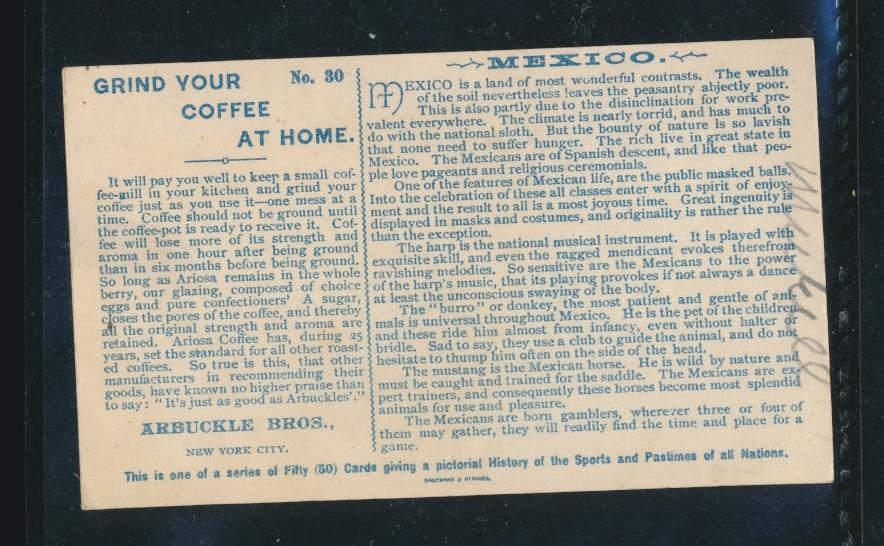 GRIND YOUR
No. 30
COFFEE
AT HOME.
It will pay you well to keep a small cof-
fee-mill in your kitchen and grind your
coffee just as you use it—one mess at a
time. Coffee should not be ground until
the coffee-pot is ready to receive it. Cof-
fee will lose more of its strength and
aroma in one hour after being ground
than in six months before being ground.
So long as Ariosa remains in the whole
berry, our glazing, composed of choice
eggs and pure confectioners' A sugar,
closes the pores of the coffee, and thereby
all the original strength and aroma are
retained. Ariosa Coffee has, during 25
years, set the standard for all other roast-
ed coffees. So true is this, that other
manufacturers in recommending their
goods, have known no higher praise than
to say: "It's just as good as Arbuckles'."
ARBUCKLE BROS.,
NEW YORK CITY.
MEXICO.
MEXICO is a land of most wonderful contrasts. The wealth
of the soil nevertheless leaves the peasantry abjectly poor.
This is also partly due to the disinclination for work pre-
valent everywhere. The climate is nearly torrid, and has much to
do with the national sloth. But the bounty of nature is so lavish
that none need to suffer hunger. The rich live in great state in
Mexico. The Mexicans are of Spanish descent, and like that peo-
ple love pageants and religious ceremonials.
One of the features of Mexican life, are the public masked balls.
Into the celebration of these all classes enter with a spirit of enjoy-
ment and the result to all is a most joyous time. Great ingenuity is
displayed in masks and costumes, and originality is rather the rule
than the exception.
The harp is the national musical instrument. It is played with
exquisite skill, and even the ragged mendicant evokes therefrom
ravishing melodies. So sensitive are the Mexicans to the power
of the harp's music, that its playing provokes if not always a dance
at least the unconscious swaying of the body.
The "burro" or donkey, the most patient and gentle of ani-
mals is universal throughout Mexico. He is the pet of the children
and these ride him almost from infancy, even without halter or
bridle. Sad to say, they use a club to guide the animal, and do not
hesitate to thump him often on the side of the head.
The mustang is the Mexican horse. He is wild by nature and
must be caught and trained for the saddle. The Mexicans are ex-
pert trainers, and consequently these horses become most splendid
animals for use and pleasure.
The Mexicans are born gamblers, wherever three or four of
them may gather, they will readily find the time and place for a
game.
This is one of a series of Fifty (50) Cards giving a pictorial History of the Sports and Pastimes of all Nations.